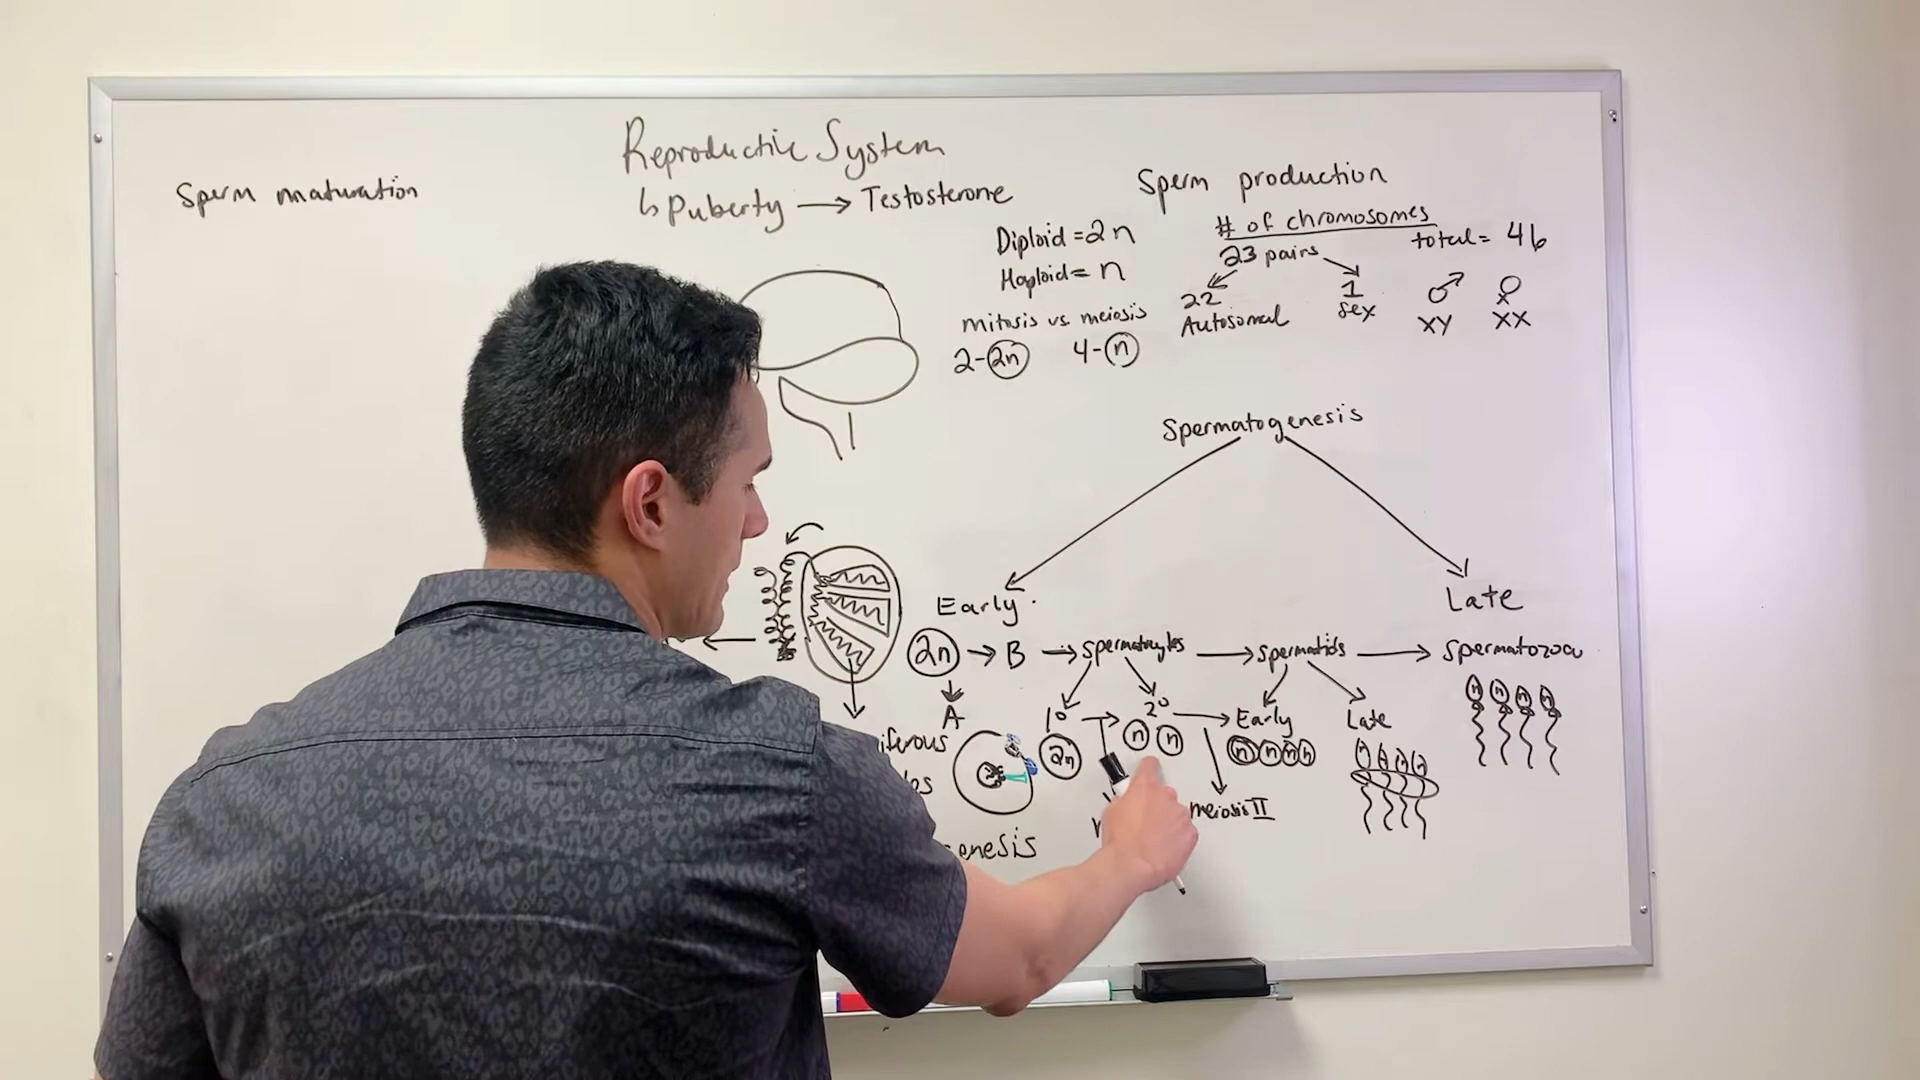 Reproductive System
↳ Puberty → Testosterone
Sperm maturation
Sperm production
# of chromosomes
23 pairs
total = 46
22
Autosomal
1
sex
♂ ♀
XY XX
Diploid = 2n
Haploid = n
mitosis vs. meiosis
2-2n 4-n
Spermatogenesis
Early
Late
2n → B → spermatocytes → spermatids → spermatozoa
A
1° → 2° → Early Late
2n n n n n n n n n n n n n n n
iferous
meiosis II
enesis